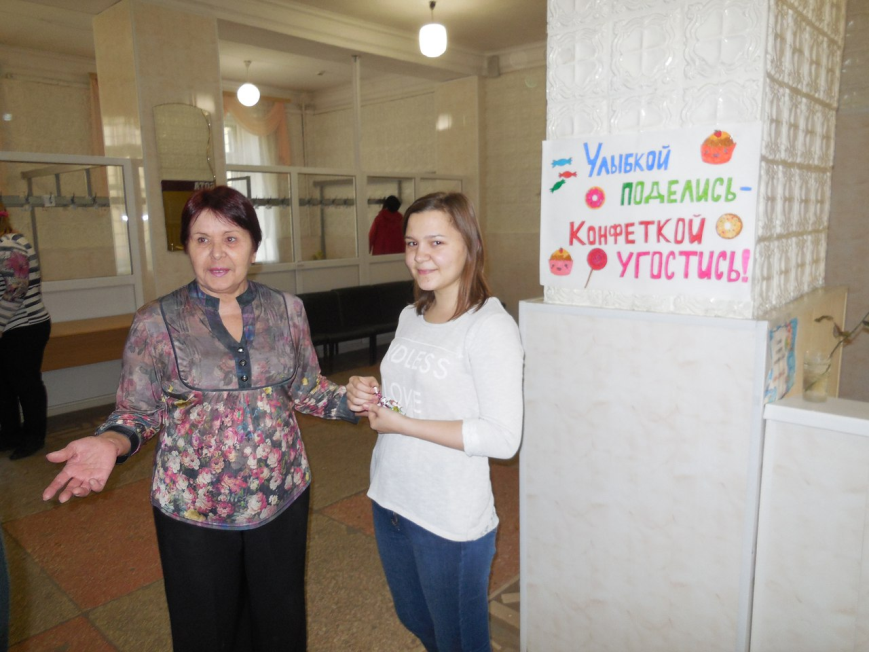 Улыбкой
поделись-
Конфеткой
угостись!